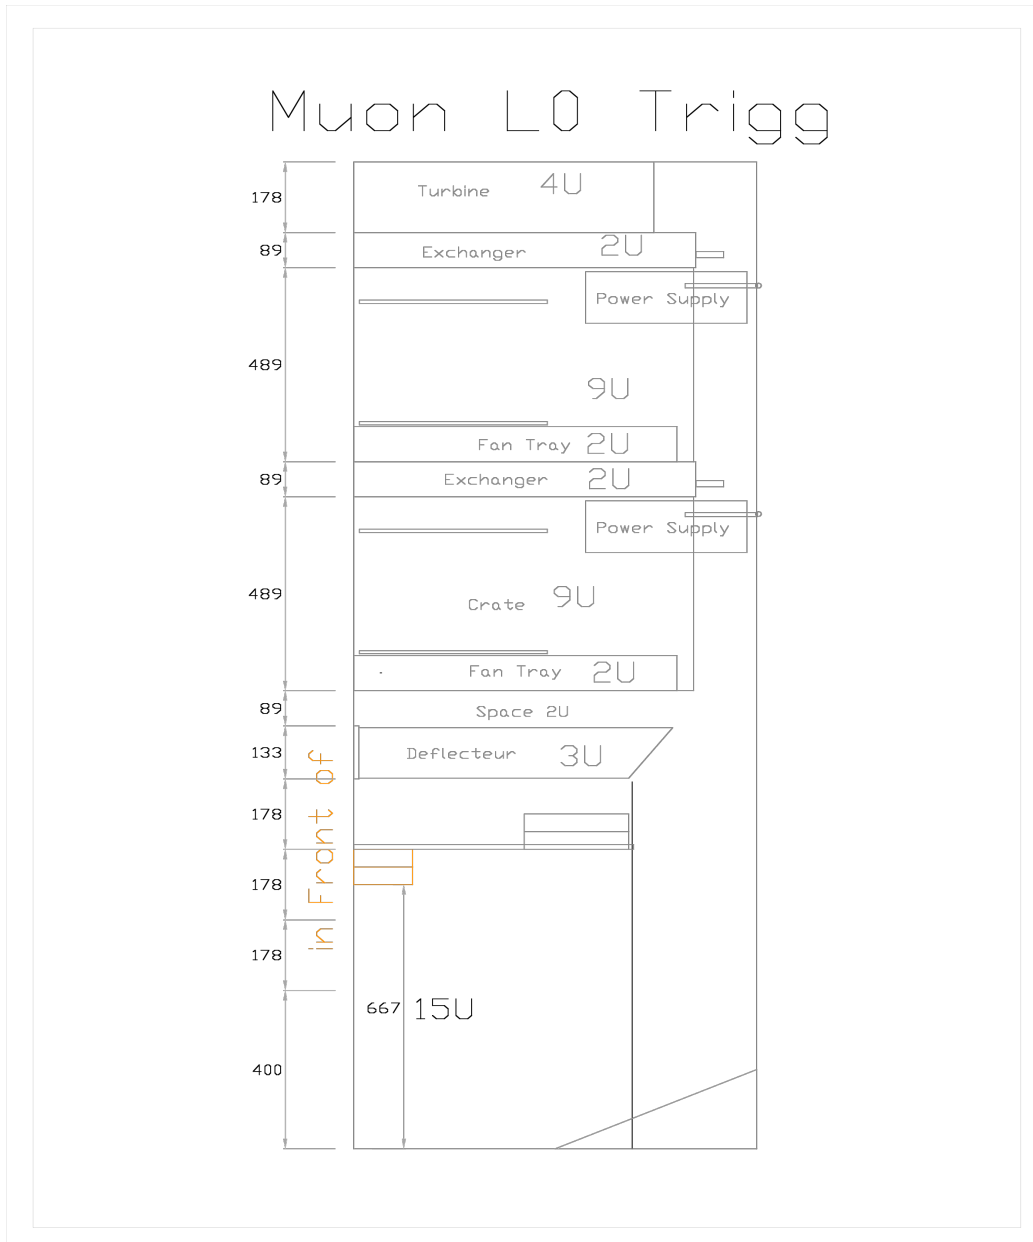 Muon L0 Trigg
178
Turbine 4U
89
Exchanger 2U
Power Supply
489
9U
Fan Tray 2U
89
Exchanger 2U
Power Supply
489
Crate 9U
Fan Tray 2U
89
Space 2U
133
Deflecteur 3U
178
in Front of
178
178
667 15U
400